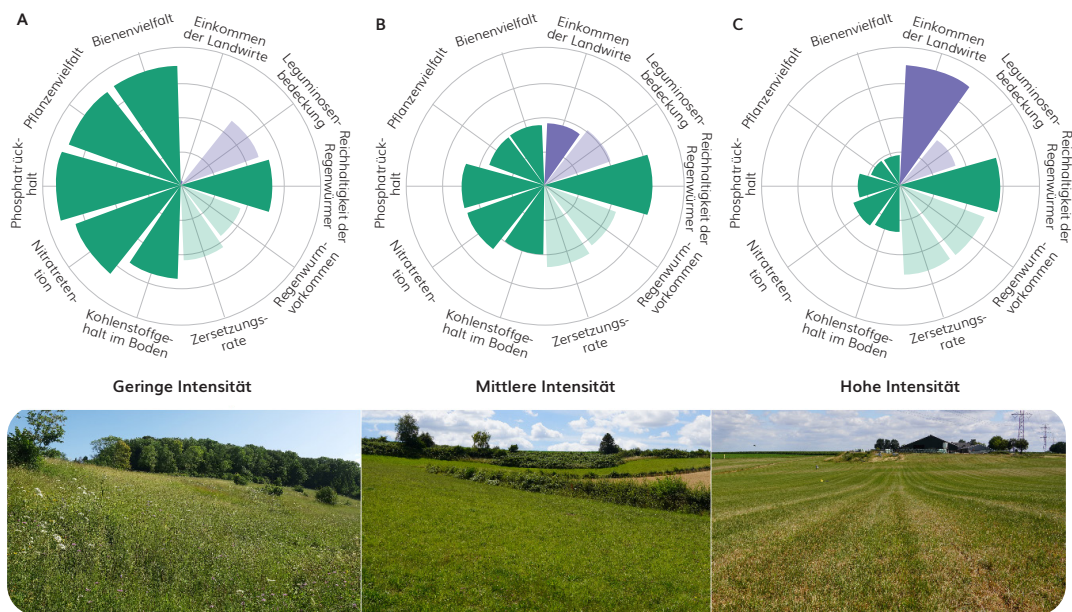 A
Bienenvielfalt
Einkommen
der Landwirte
Leguminosen-
bedeckung
Reichhaltigkeit der
Regenwürmer
Regenwurm-
vorkommen
Zersetzungs-
rate
Kohlenstoffge-
halt im Boden
Nitratreten-
tion
Phosphatrück-
halt
Pflanzenvielfalt
B
Bienenvielfalt
Einkommen
der Landwirte
Leguminosen-
bedeckung
Reichhaltigkeit der
Regenwürmer
Regenwurm-
vorkommen
Zersetzungs-
rate
Kohlenstoffge-
halt im Boden
Nitratreten-
tion
Phosphatrück-
halt
Pflanzenvielfalt
C
Bienenvielfalt
Einkommen
der Landwirte
Leguminosen-
bedeckung
Reichhaltigkeit der
Regenwürmer
Regenwurm-
vorkommen
Zersetzungs-
rate
Kohlenstoffge-
halt im Boden
Nitratreten-
tion
Phosphatrück-
halt
Pflanzenvielfalt
Geringe Intensität
Mittlere Intensität
Hohe Intensität